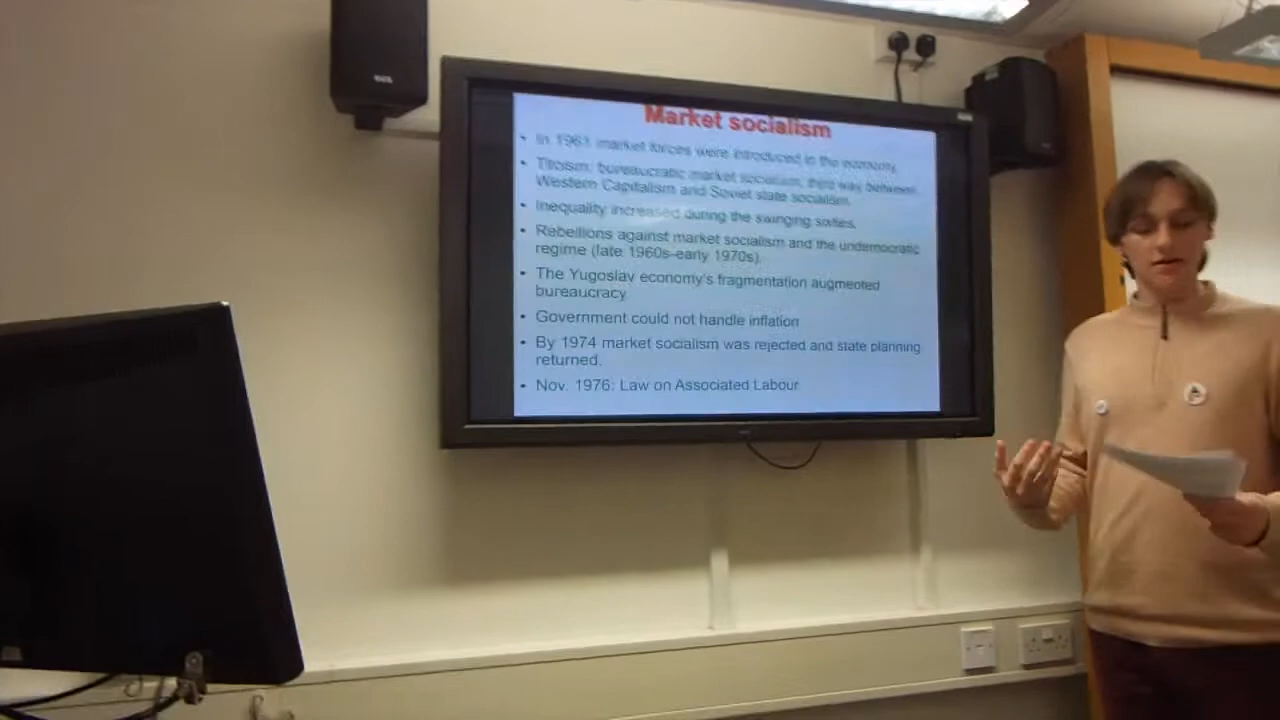 Market socialism
• In 1961 market forces were introduced in the economy.
• Titoism: bureaucratic market socialism, third way between
Western Capitalism and Soviet state socialism.
• Inequality increased during the swinging sixties.
• Rebellions against market socialism and the undemocratic
regime (late 1960s-early 1970s).
• The Yugoslav economy's fragmentation augmented
bureaucracy
• Government could not handle inflation
• By 1974 market socialism was rejected and state planning
returned.
• Nov. 1976: Law on Associated Labour